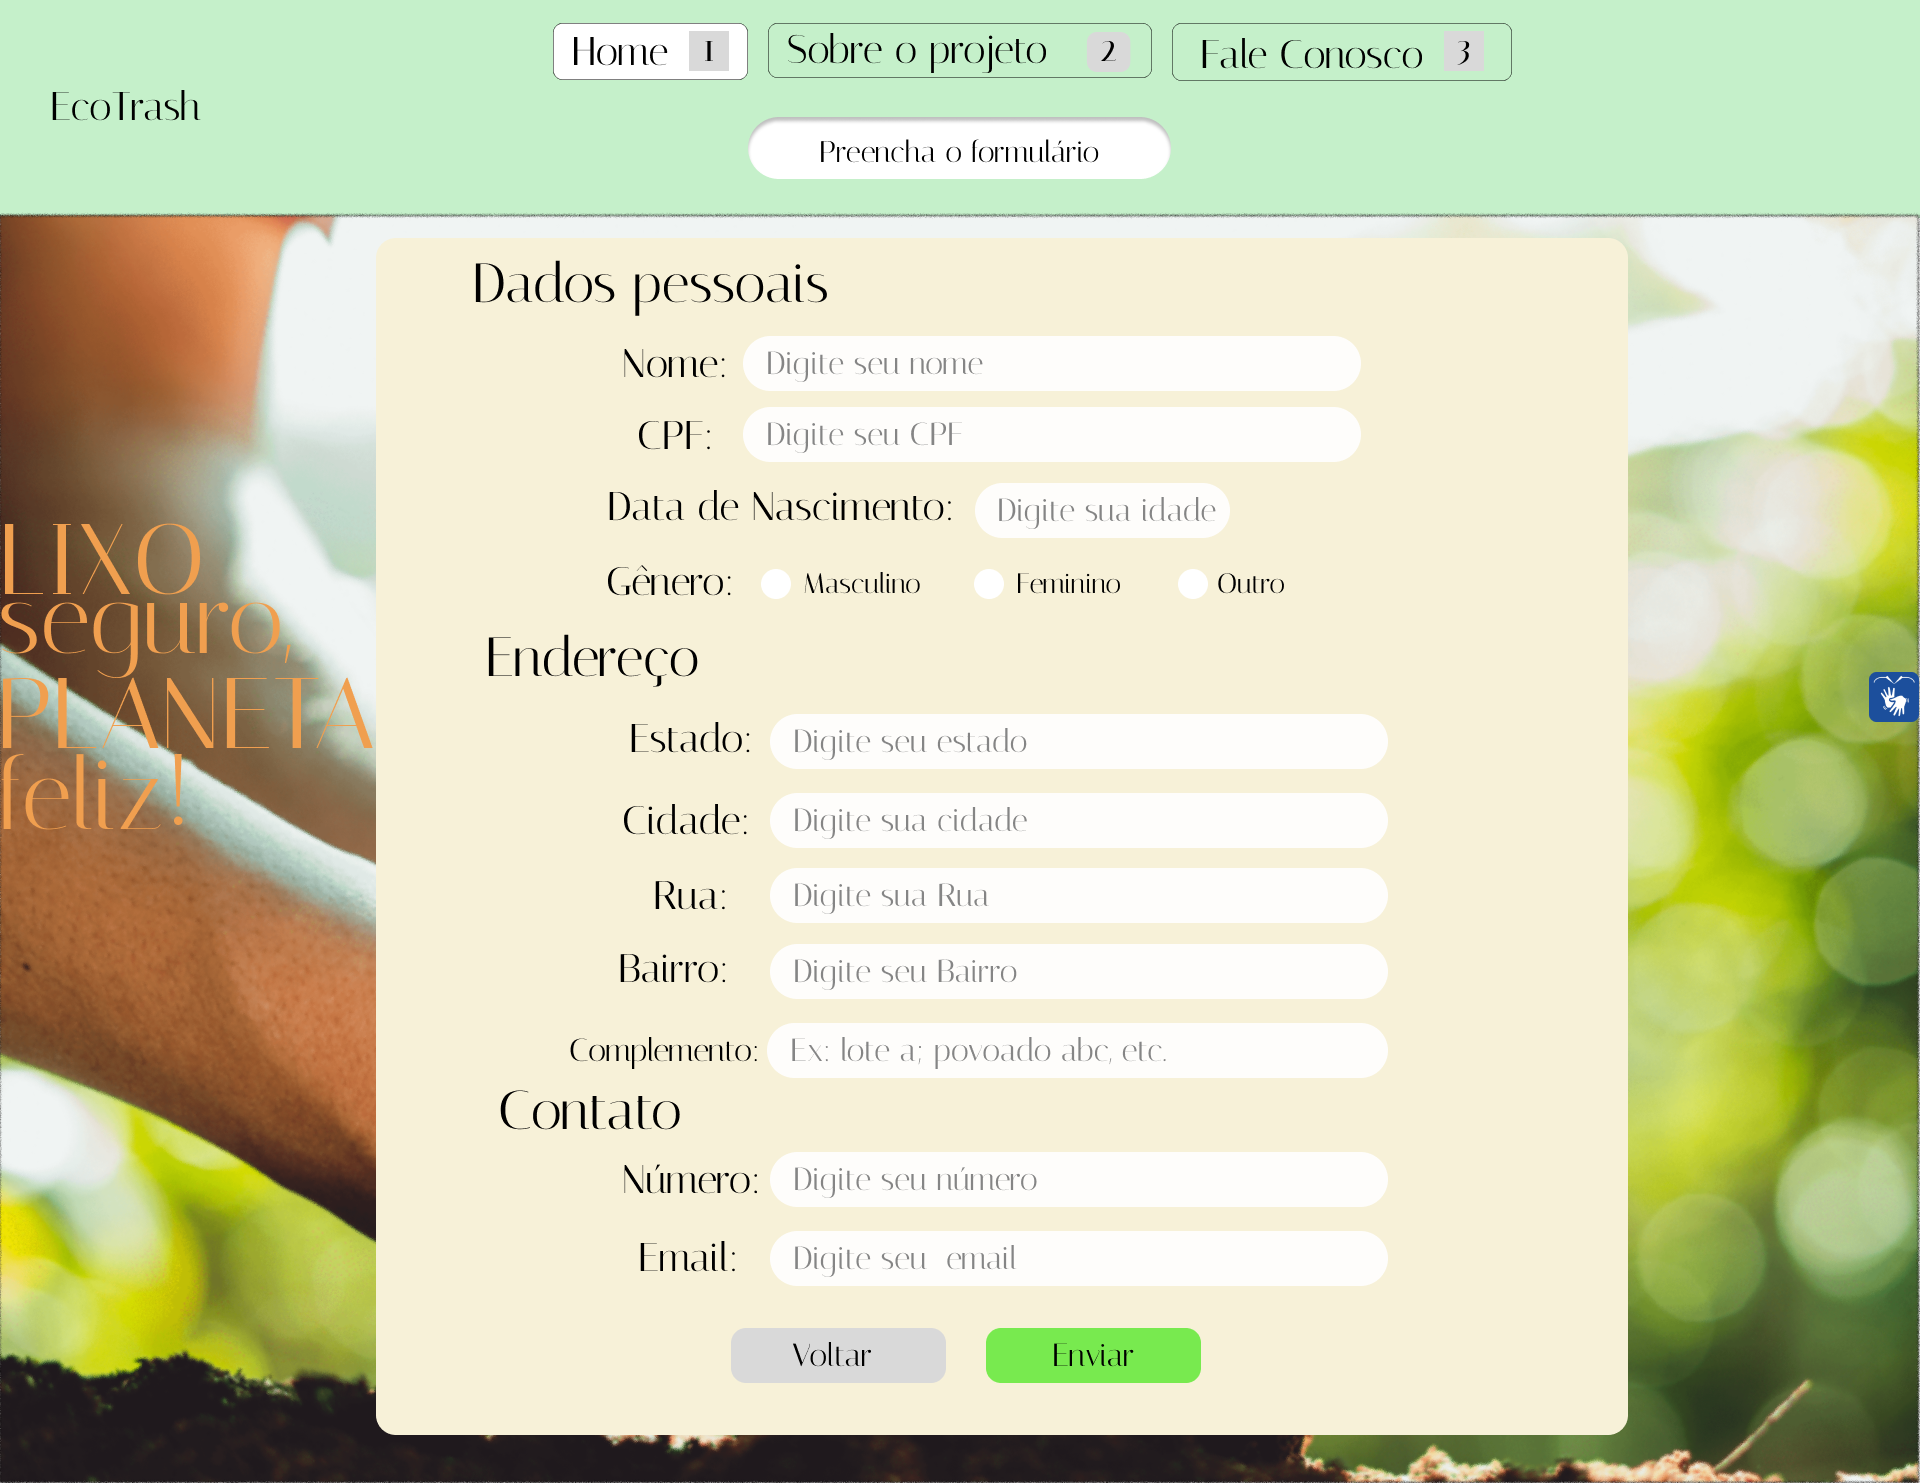 Home 1
Sobre o projeto 2
Fale Conosco 3
EcoTrash
Preencha o formulário
Dados pessoais
Nome: Digite seu nome
CPF: Digite seu CPF
Data de Nascimento: Digite sua idade
Gênero: Masculino Feminino Outro
LIXO
seguro,
PLANETA
feliz!
Endereço
Estado: Digite seu estado
Cidade: Digite sua cidade
Rua: Digite sua Rua
Bairro: Digite seu Bairro
Complemento: Ex: lote a; povoado abc, etc.
Contato
Número: Digite seu número
Email: Digite seu email
Voltar Enviar